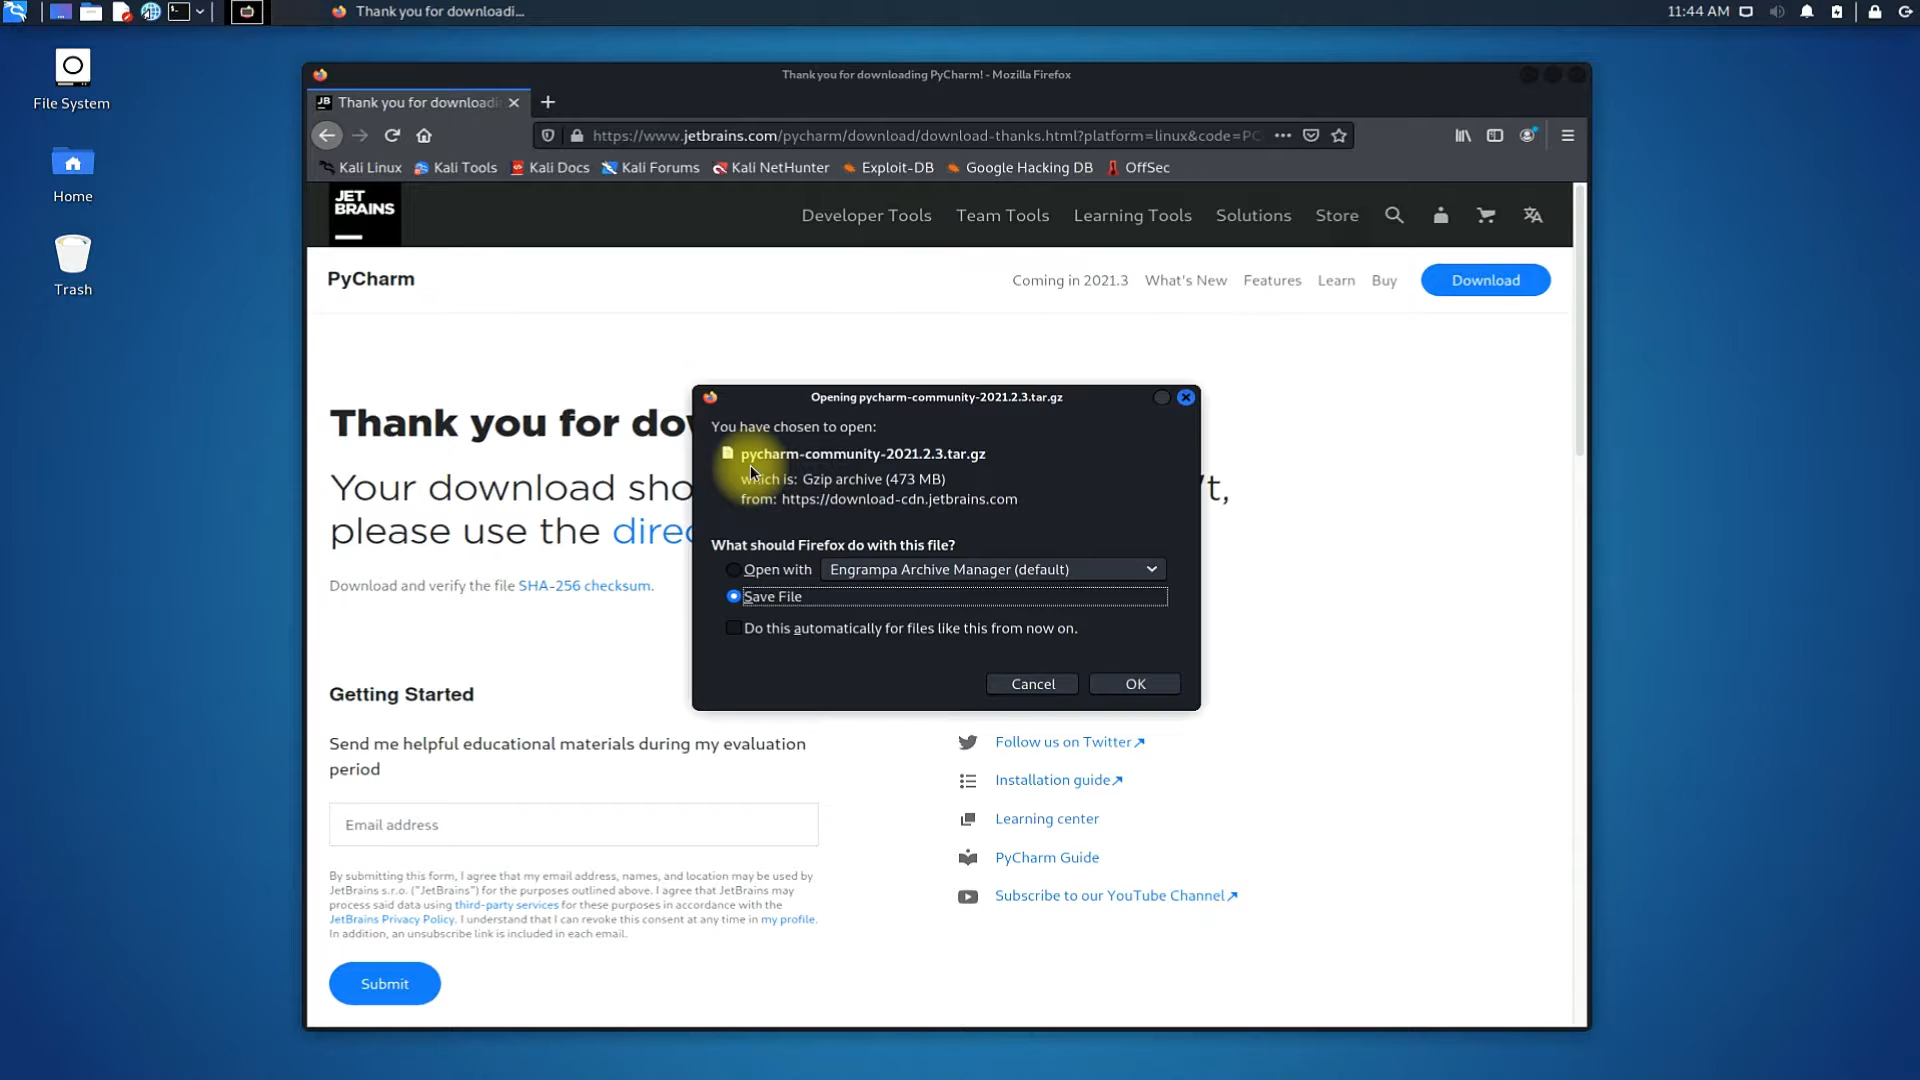 Thank you for downloadi...
11:44 AM
File System
Home
Trash
Thank you for downloading PyCharm! - Mozilla Firefox
JB Thank you for downloadi
https://www.jetbrains.com/pycharm/download/download-thanks.html?platform=linux&code=PC
Kali Linux Kali Tools Kali Docs Kali Forums Kali NetHunter Exploit-DB Google Hacking DB OffSec
JET
BRAINS
Developer Tools Team Tools Learning Tools Solutions Store
PyCharm
Coming in 2021.3 What's New Features Learn Buy Download
Thank you for do
Your download sho t,
please use the direc
Download and verify the file SHA-256 checksum.
Opening pycharm-community-2021.2.3.tar.gz
You have chosen to open:
pycharm-community-2021.2.3.tar.gz
which is: Gzip archive (473 MB)
from: https://download-cdn.jetbrains.com
What should Firefox do with this file?
Open with Engrampa Archive Manager (default)
Save File
Do this automatically for files like this from now on.
Cancel OK
Getting Started
Send me helpful educational materials during my evaluation
period
Email address
By submitting this form, I agree that my email address, names, and location may be used by
JetBrains s.r.o. ("JetBrains") for the purposes outlined above. I agree that JetBrains may
process said data using third-party services for these purposes in accordance with the
JetBrains Privacy Policy. I understand that I can revoke this consent at any time in my profile.
In addition, an unsubscribe link is included in each email.
Submit
Follow us on Twitter↗
Installation guide↗
Learning center
PyCharm Guide
Subscribe to our YouTube Channel↗